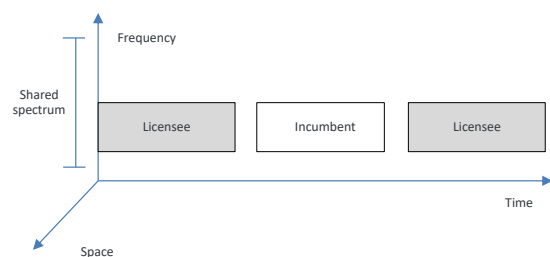 Frequency
Shared
spectrum
Licensee
Incumbent
Licensee
Time
Space